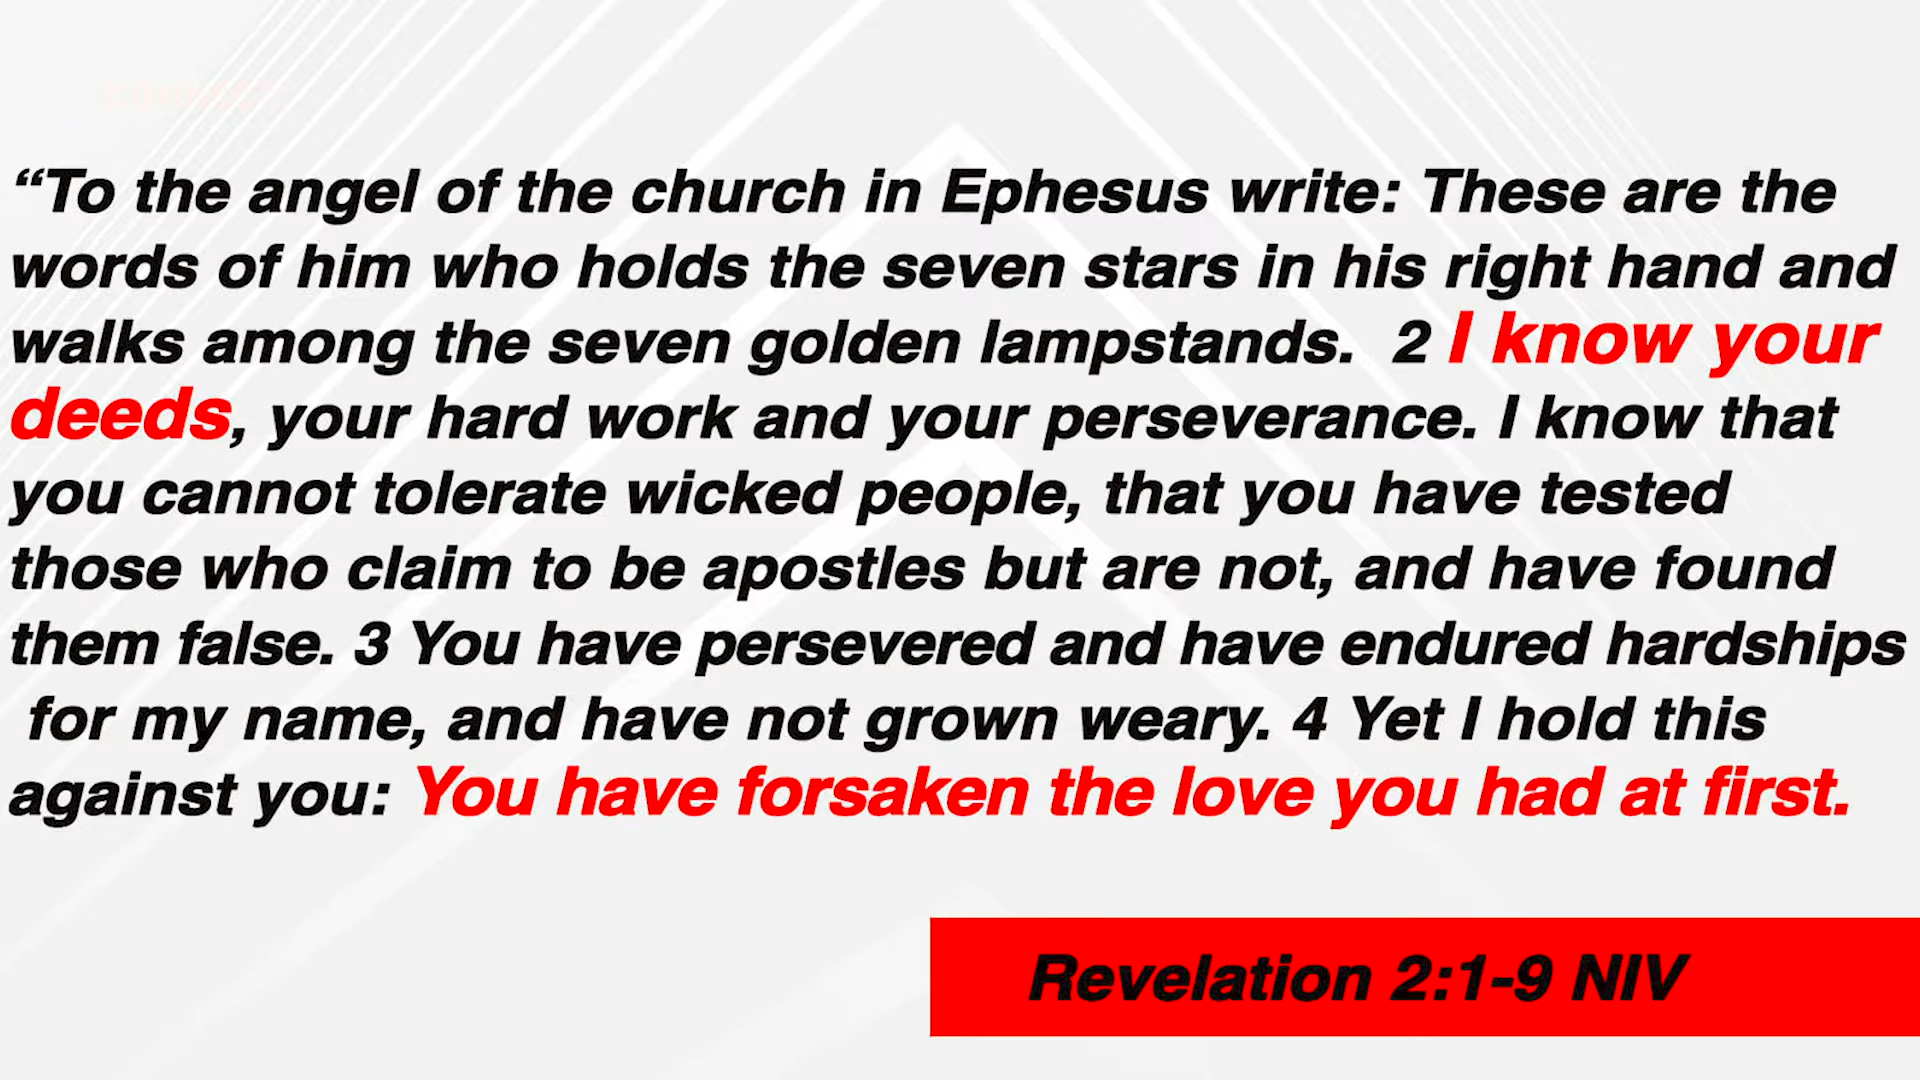 “To the angel of the church in Ephesus write: These are the
words of him who holds the seven stars in his right hand and
walks among the seven golden lampstands. 2 I know your
deeds, your hard work and your perseverance. I know that
you cannot tolerate wicked people, that you have tested
those who claim to be apostles but are not, and have found
them false. 3 You have persevered and have endured hardships
for my name, and have not grown weary. 4 Yet I hold this
against you: You have forsaken the love you had at first.
Revelation 2:1-9 NIV